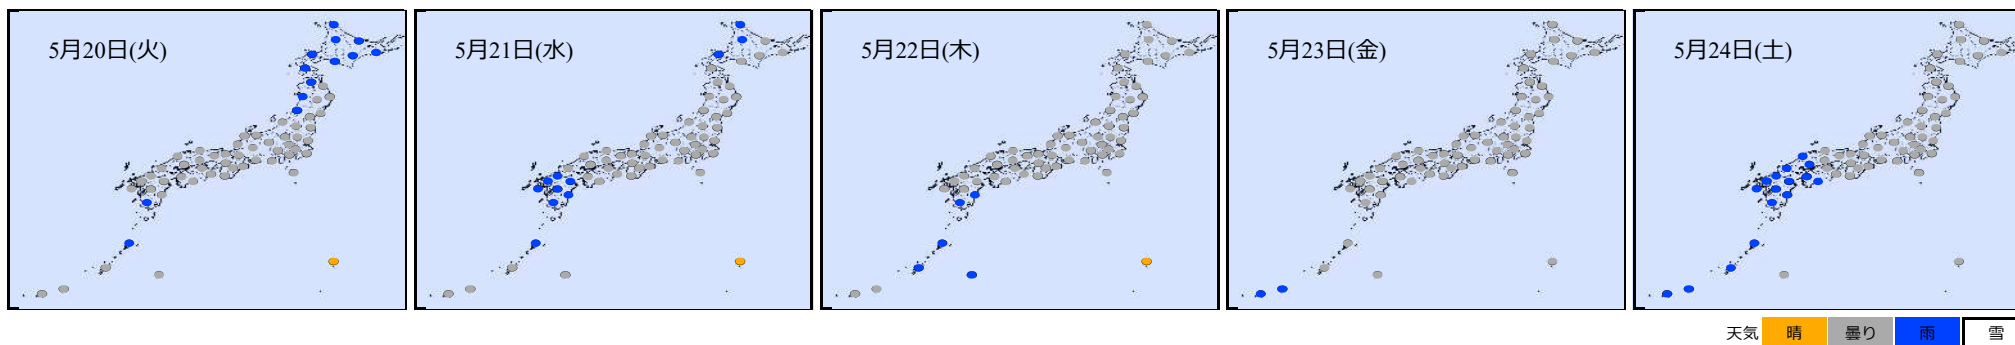 5月20日(火)
5月21日(水)
5月22日(木)
5月23日(金)
5月24日(土)
天気 晴 曇り 雨 雪